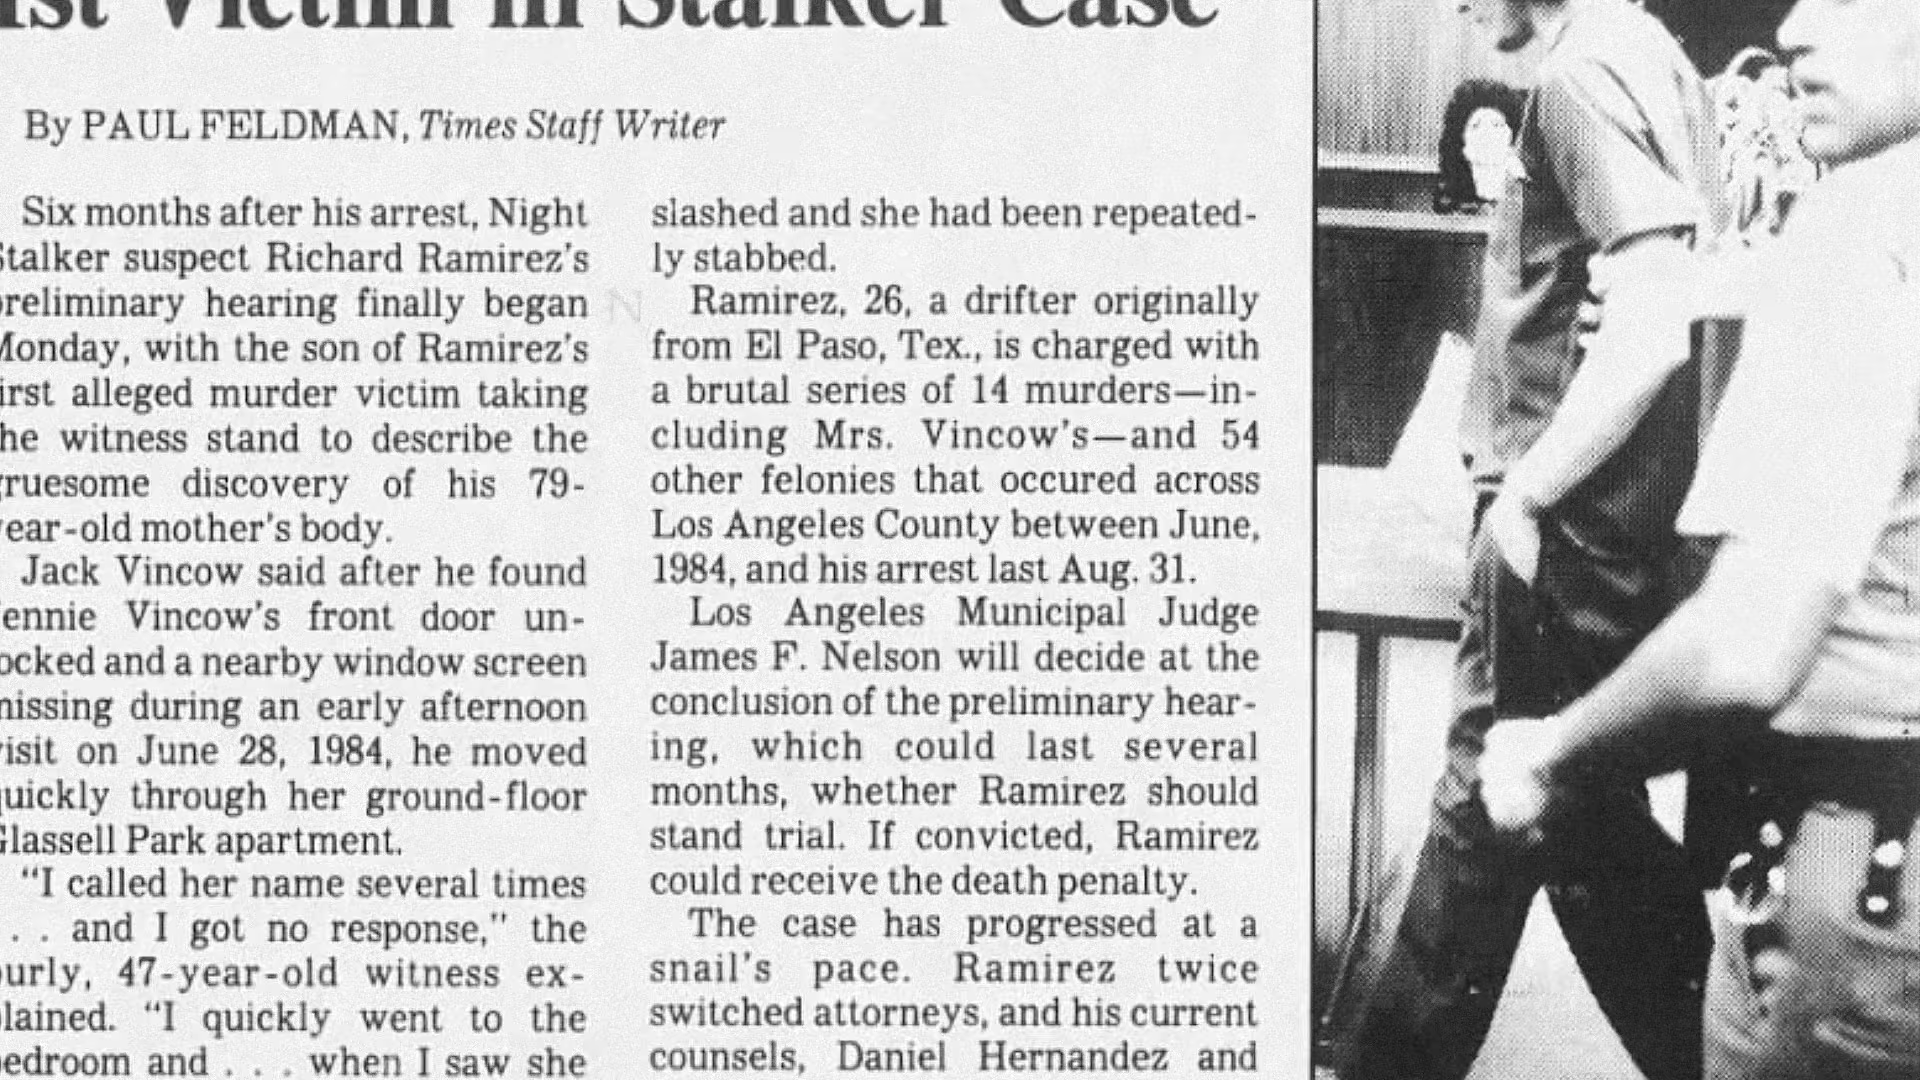 1st Victim in Stalker Case
By PAUL FELDMAN, Times Staff Writer
Six months after his arrest, Night
Stalker suspect Richard Ramirez's
preliminary hearing finally began
Monday, with the son of Ramirez's
first alleged murder victim taking
the witness stand to describe the
gruesome discovery of his 79-
year-old mother's body.
Jack Vincow said after he found
Jennie Vincow's front door un-
locked and a nearby window screen
missing during an early afternoon
visit on June 28, 1984, he moved
quickly through her ground-floor
Glassell Park apartment.
"I called her name several times
. . . and I got no response," the
burly, 47-year-old witness ex-
plained. "I quickly went to the
bedroom and . . . when I saw she
slashed and she had been repeated-
ly stabbed.
Ramirez, 26, a drifter originally
from El Paso, Tex., is charged with
a brutal series of 14 murders—in-
cluding Mrs. Vincow's—and 54
other felonies that occured across
Los Angeles County between June,
1984, and his arrest last Aug. 31.
Los Angeles Municipal Judge
James F. Nelson will decide at the
conclusion of the preliminary hear-
ing, which could last several
months, whether Ramirez should
stand trial. If convicted, Ramirez
could receive the death penalty.
The case has progressed at a
snail's pace. Ramirez twice
switched attorneys, and his current
counsels, Daniel Hernandez and